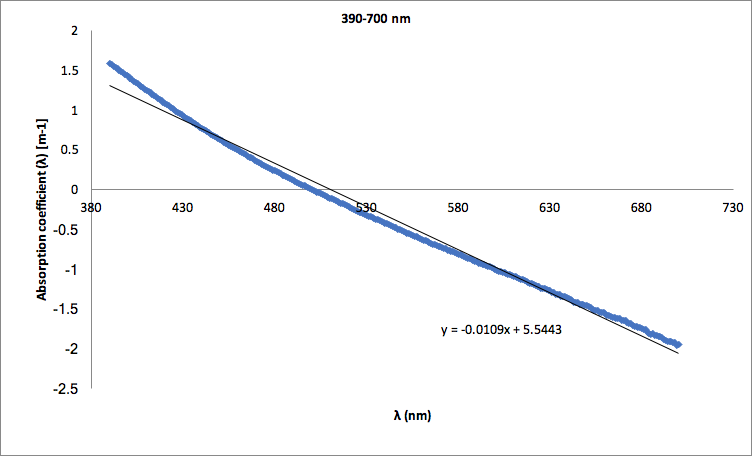 390-700 nm
2
1.5
1
0.5
0
-0.5
-1
-1.5
-2
-2.5
380 430 480 530 580 630 680 730
Absorption coefficient (λ) [m-1]
y = -0.0109x + 5.5443
λ (nm)